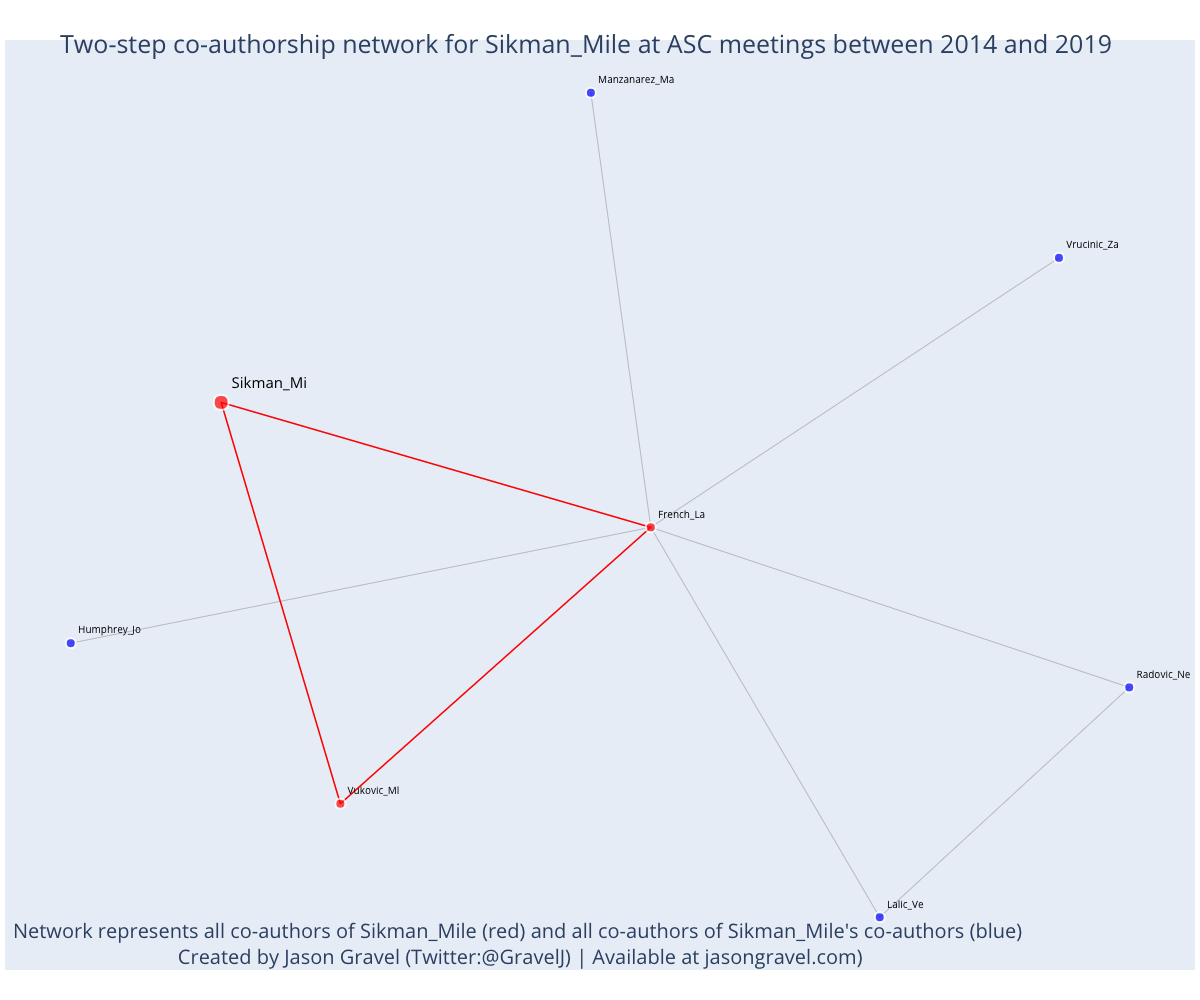 Two-step co-authorship network for Sikman_Mile at ASC meetings between 2014 and 2019
Manzanarez_Ma
Vrucinic_Za
Sikman_Mi
French_La
Humphrey_Jo
Radovic_Ne
Vukovic_Ml
Lalic_Ve
Network represents all co-authors of Sikman_Mile (red) and all co-authors of Sikman_Mile's co-authors (blue)
Created by Jason Gravel (Twitter:@GravelJ) | Available at jasongravel.com)